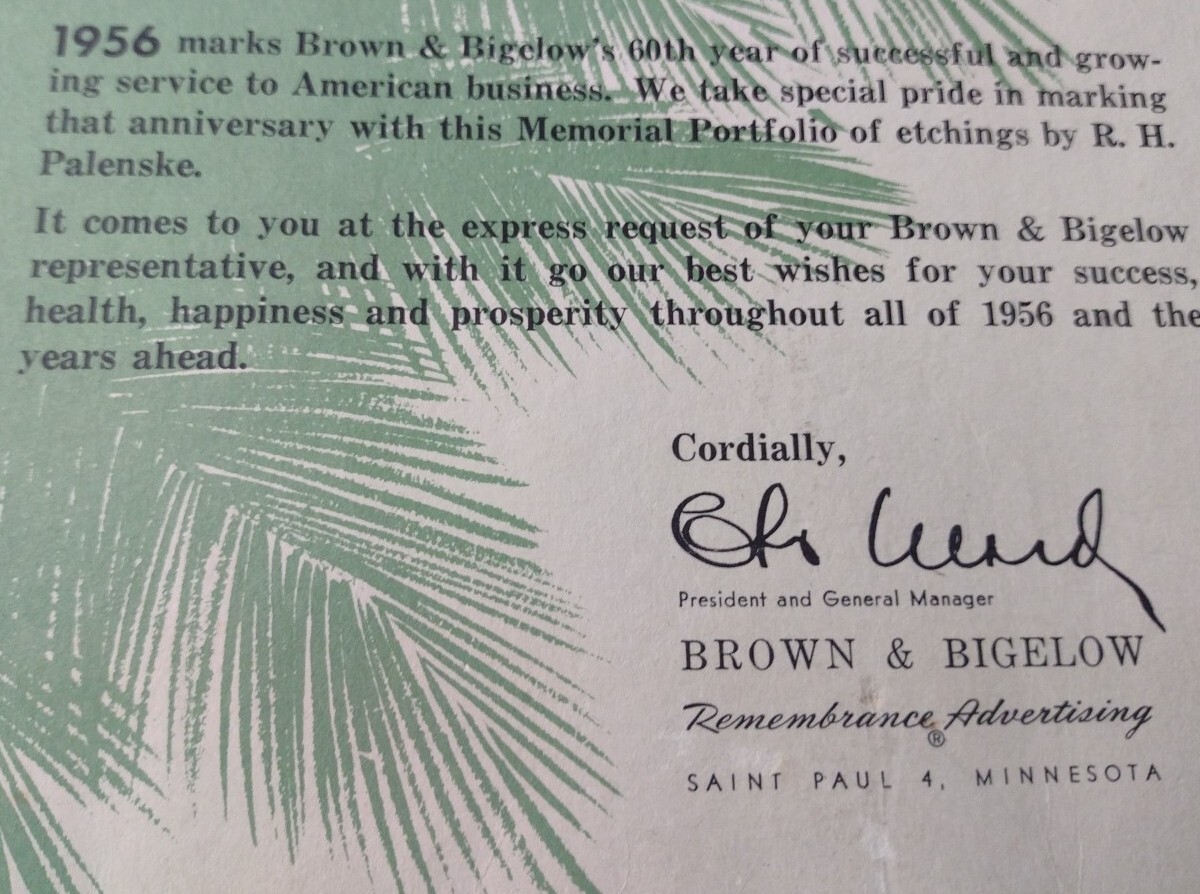 1956 marks Brown & Bigelow's 60th year of successful and grow-
ing service to American business. We take special pride in marking
that anniversary with this Memorial Portfolio of etchings by R. H.
Palenske.
It comes to you at the express request of your Brown & Bigelow
representative, and with it go our best wishes for your success,
health, happiness and prosperity throughout all of 1956 and the
years ahead.
Cordially,
President and General Manager
BROWN & BIGELOW
Remembrance Advertising
®
SAINT PAUL 4, MINNESOTA